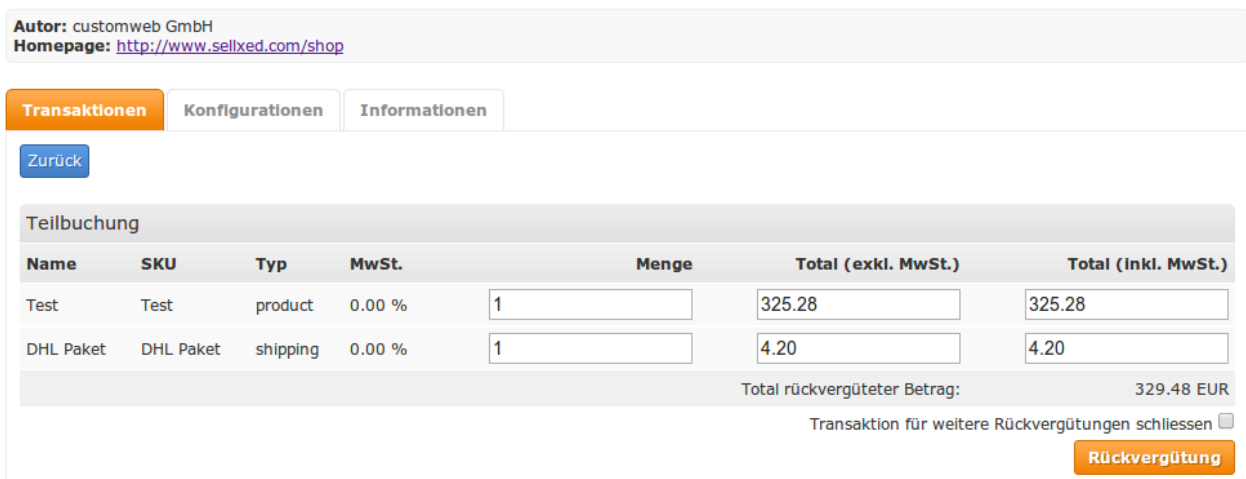 Autor: customweb GmbH
Homepage: http://www.sellxed.com/shop
Transaktionen Konfigurationen Informationen
Zurück
Teilbuchung
Name SKU Typ MwSt. Menge Total (exkl. MwSt.) Total (inkl. MwSt.)
Test Test product 0.00 % 1 325.28 325.28
DHL Paket DHL Paket shipping 0.00 % 1 4.20 4.20
Total rückvergüteter Betrag: 329.48 EUR
Transaktion für weitere Rückvergütungen schliessen
Rückvergütung